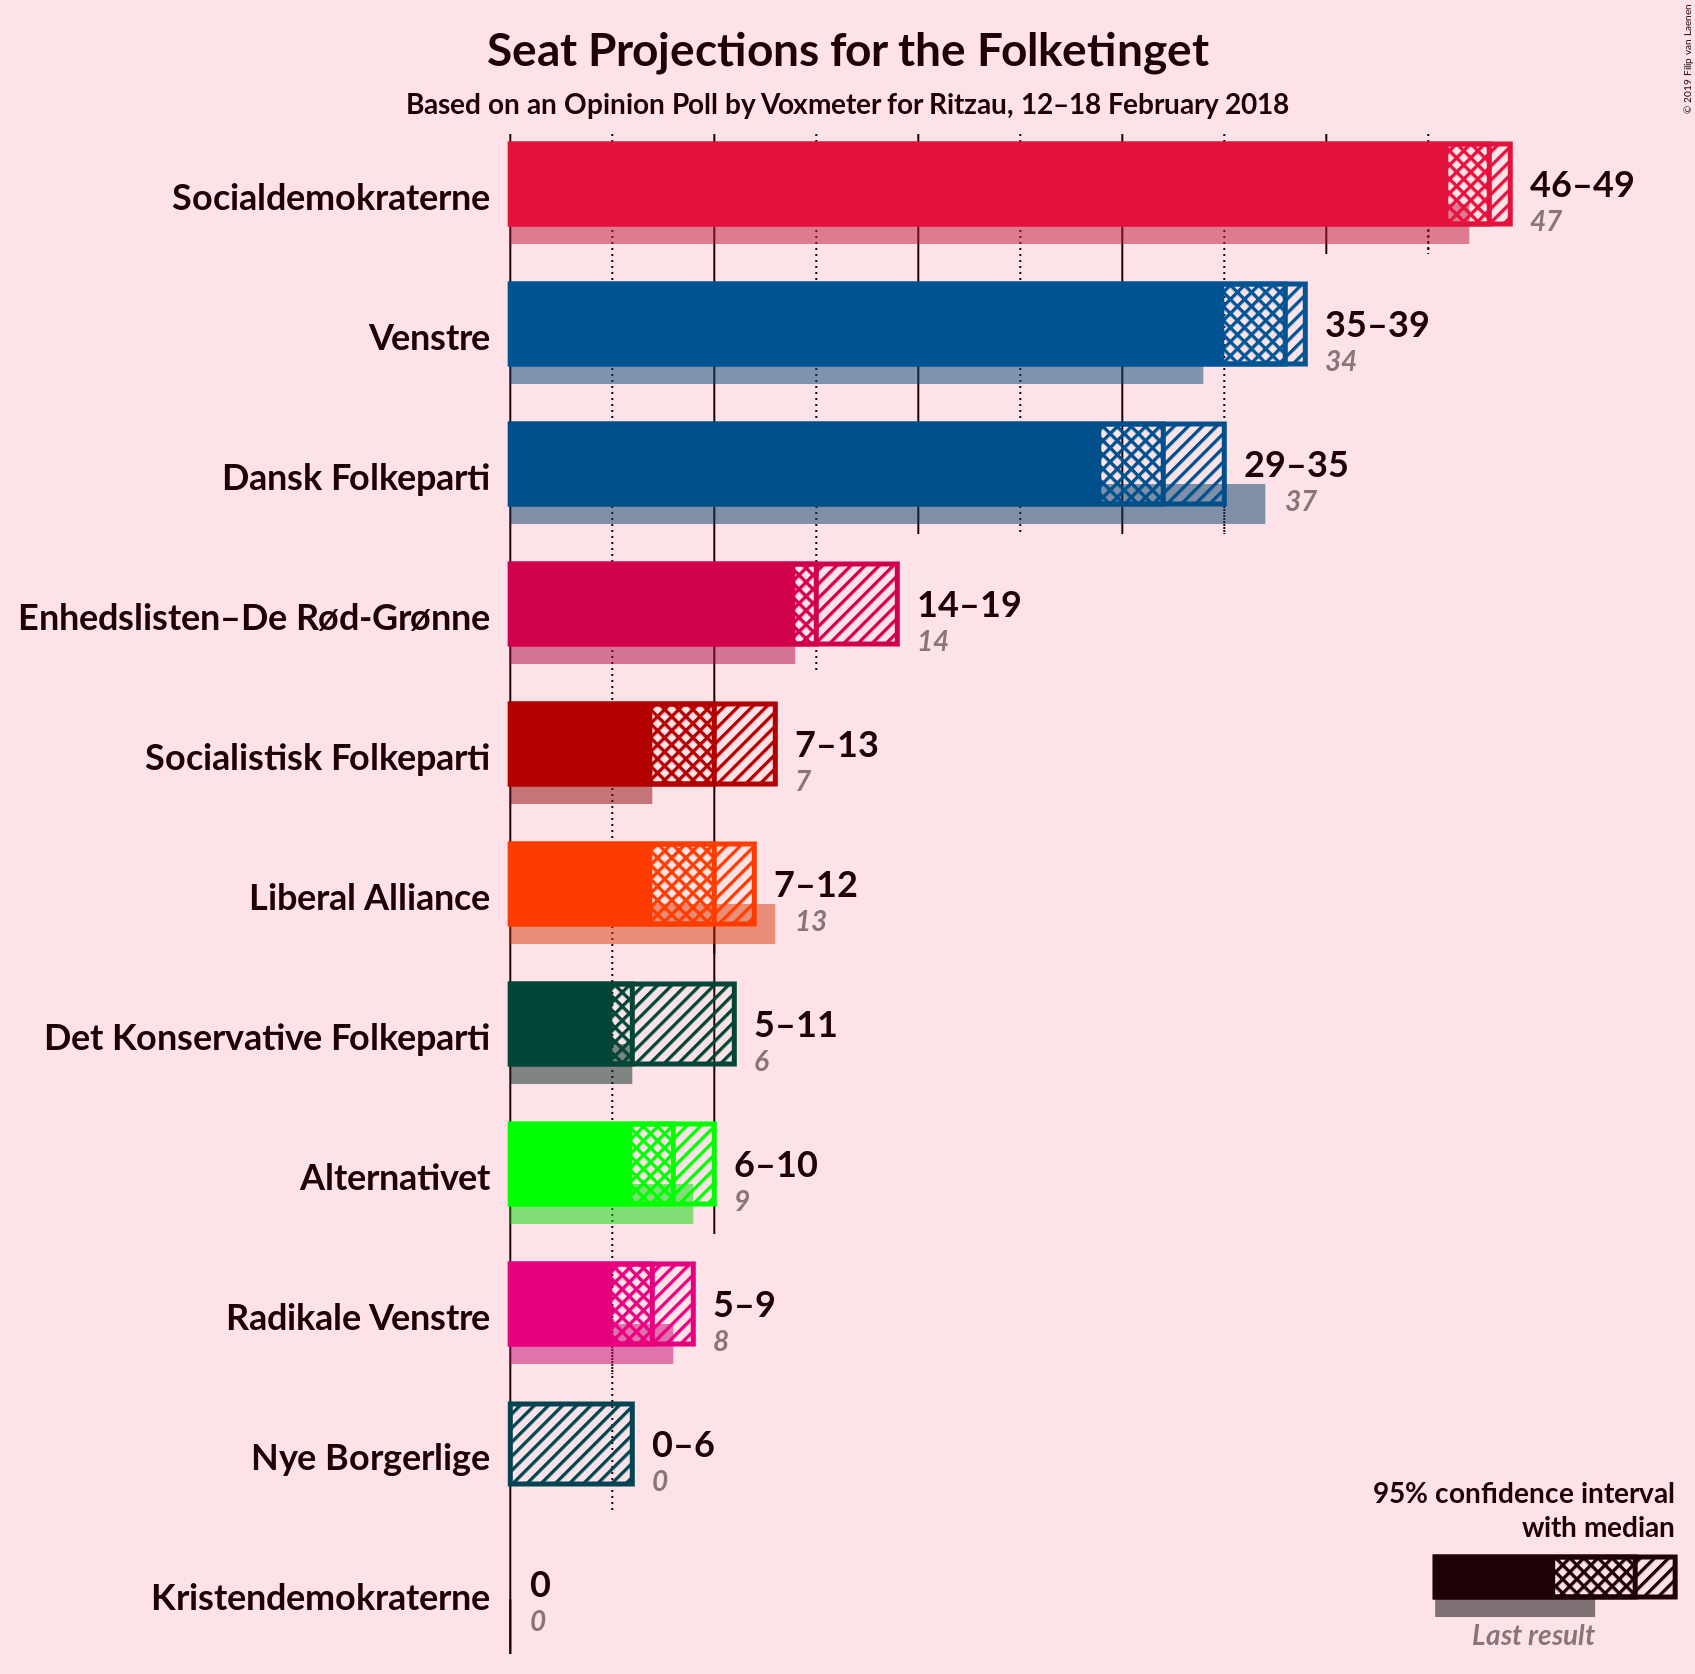 Seat Projections for the Folketinget
Based on an Opinion Poll by Voxmeter for Ritzau, 12–18 February 2018
© 2019 Filip van Laenen
Socialdemokraterne
46–49
47
Venstre
35–39
34
Dansk Folkeparti
29–35
37
Enhedslisten–De Rød-Grønne
14–19
14
Socialistisk Folkeparti
7–13
7
Liberal Alliance
7–12
13
Det Konservative Folkeparti
5–11
6
Alternativet
6–10
9
Radikale Venstre
5–9
8
Nye Borgerlige
0–6
0
Kristendemokraterne
0
0
95% confidence interval
with median
Last result